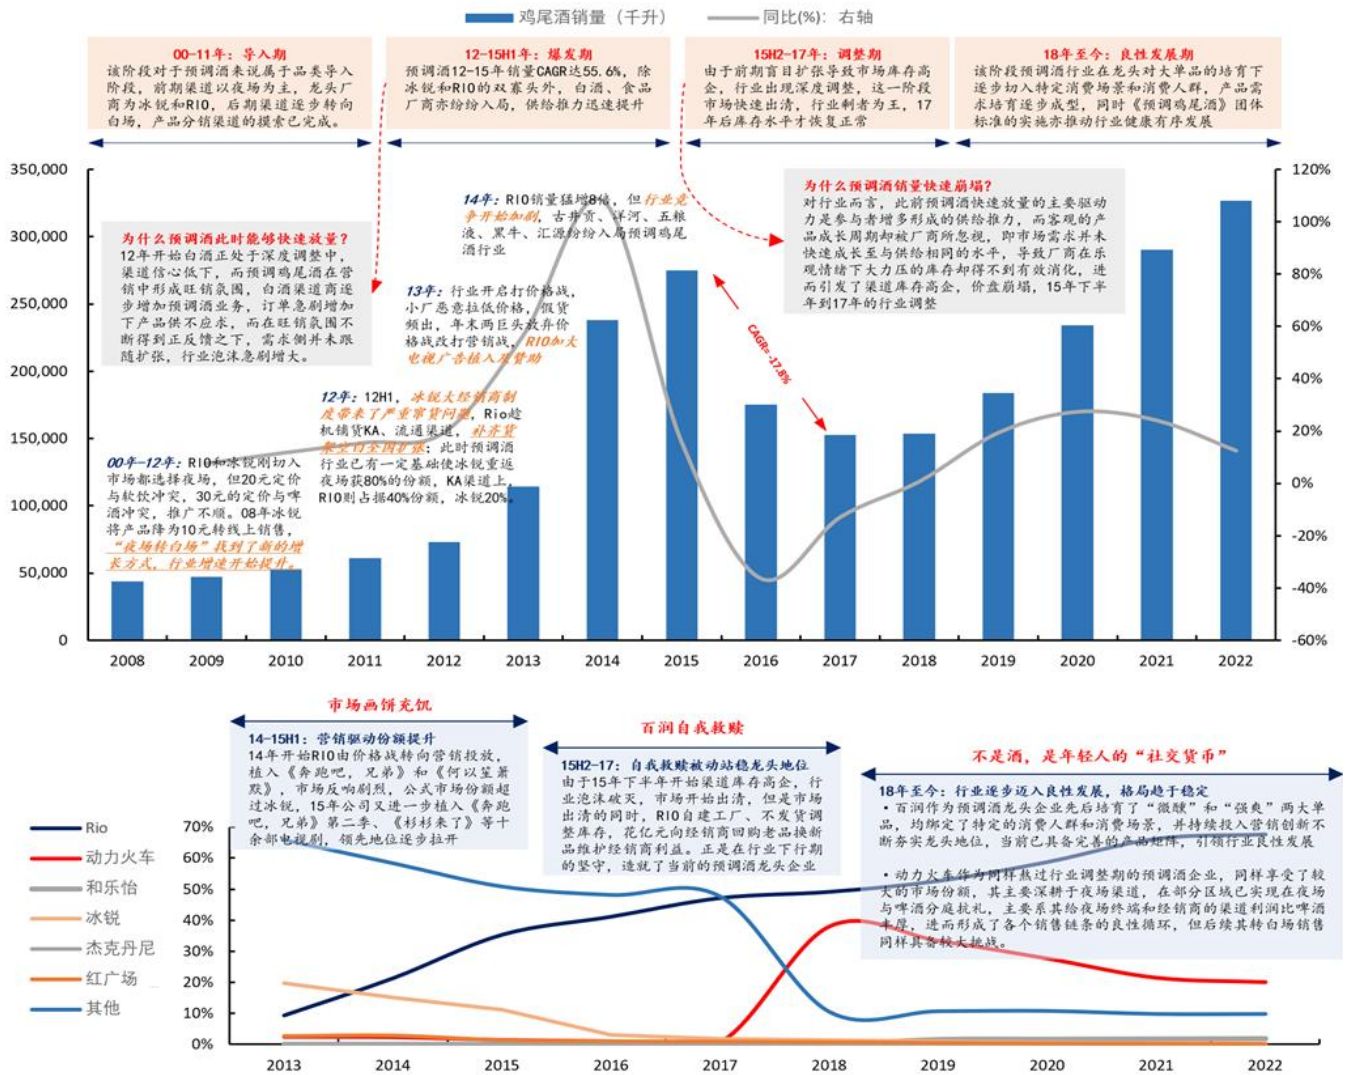 鸡尾酒销量（千升） 同比(%)：右轴
00-11年：导入期
该阶段对于预调酒来说属于品类导入
阶段，前期渠道以夜场为主，龙头厂
商为冰锐和RIO，后期渠道逐步转向
白场，产品分销渠道的摸索已完成。
12-15H1年：爆发期
预调酒12-15年销量CAGR达55.6%，除
冰锐和RIO的双寡头外，白酒、食品
厂商亦纷纷入局，供给推力迅速提升
15H2-17年：调整期
由于前期盲目扩张导致市场库存高
企，行业出现深度调整，这一阶段
市场快速出清，行业剩者为王，17
年后库存水平才恢复正常
18年至今：良性发展期
该阶段预调酒行业在龙头对大单品的培育下
逐步切入特定消费场景和消费人群，产品需
求培育逐步成型，同时《预调鸡尾酒》团体
标准的实施亦推动行业健康有序发展
350,000
300,000
250,000
200,000
150,000
100,000
50,000
0
120%
100%
80%
60%
40%
20%
0%
-20%
-40%
-60%
为什么预调酒此时能够快速放量？
12年开始白酒正处于深度调整中，
渠道信心低下，而预调鸡尾酒在营
销中形成旺销氛围，白酒渠道商逐
步增加预调酒业务，订单急剧增加
下产品供不应求，而在旺销氛围不
断得到正反馈之下，需求侧并未跟
随扩张，行业泡沫急剧增大。
14年：RIO销量猛增8倍，但行业竞
争开始加剧，古井贡、洋河、五粮
液、黑牛、汇源纷纷入局预调鸡尾
酒行业
13年：行业开启打价格战，
小厂恶意拉低价格，假货
频出，年末两巨头放弃价
格战改打营销战，RIO加大
电视广告植入及赞助
12年：12H1，冰锐大经销商制
度带来了严重窜货问题，Rio趁
机铺货KA、流通渠道，补齐货
架空白全国扩张；此时预调酒
行业已有一定基础使冰锐重返
夜场获80%的份额，KA渠道上，
RIO则占据40%份额，冰锐20%。
00年-12年：RIO和冰锐刚切入
市场都选择夜场，但20元定价
与软饮冲突，30元的定价与啤
酒冲突，推广不顺。08年冰锐
将产品降为10元转线上销售，
“夜场转白场”找到了新的增
长方式，行业增速开始提升。
为什么预调酒销量快速崩塌？
对行业而言，此前预调酒快速放量的主要驱动
力是参与者增多形成的供给推力，而客观的产
品成长周期却被厂商所忽视，即市场需求并未
快速成长至与供给相同的水平，导致厂商在乐
观情绪下大力压的库存却得不到有效消化，进
而引发了渠道库存高企，价盘崩塌，15年下半
年到17年的行业调整
CAGR=-17.8%
2008 2009 2010 2011 2012 2013 2014 2015 2016 2017 2018 2019 2020 2021 2022
市场画饼充饥
14-15H1：营销驱动份额提升
14年开始RIO由价格战转向营销投放，
植入《奔跑吧，兄弟》和《何以笙萧
默》，市场反响剧烈，公式市场份额超
过冰锐，15年公司又进一步植入《奔跑
吧，兄弟》第二季、《杉杉来了》等十
余部电视剧，领先地位逐步拉开
百润自我救赎
15H2-17：自我救赎被动站稳龙头地位
由于15年下半年开始渠道库存高企，行
业泡沫破灭，市场开始出清，但是市场
出清的同时，RIO自建工厂、不发货调
整库存，花亿元向经销商回购老品换新
品维护经销商利益。正是在行业下行期
的坚守，造就了当前的预调酒龙头企业
不是酒，是年轻人的“社交货币”
18年至今：行业逐步迈入良性发展，格局趋于稳定
・百润作为预调酒龙头企业先后培育了“微醺”和“强爽”两大单
品，均绑定了特定的消费人群和消费场景，并持续投入营销创新不
断夯实龙头地位，当前已具备完善的产品矩阵，引领行业良性发展
・动力火车作为同样熬过行业调整期的预调酒企业，同样享受了较
大的市场份额，其主要深耕于夜场渠道，在部分区域已实现在夜场
与啤酒分庭抗礼，主要系其给夜场终端和经销商的渠道利润比啤酒
丰厚，进而形成了各个销售链条的良性循环，但后续其转白场销售
同样具备较大挑战。
Rio
动力火车
和乐怡
冰锐
杰克丹尼
红广场
其他
70%
60%
50%
40%
30%
20%
10%
0%
2013 2014 2015 2016 2017 2018 2019 2020 2021 2022